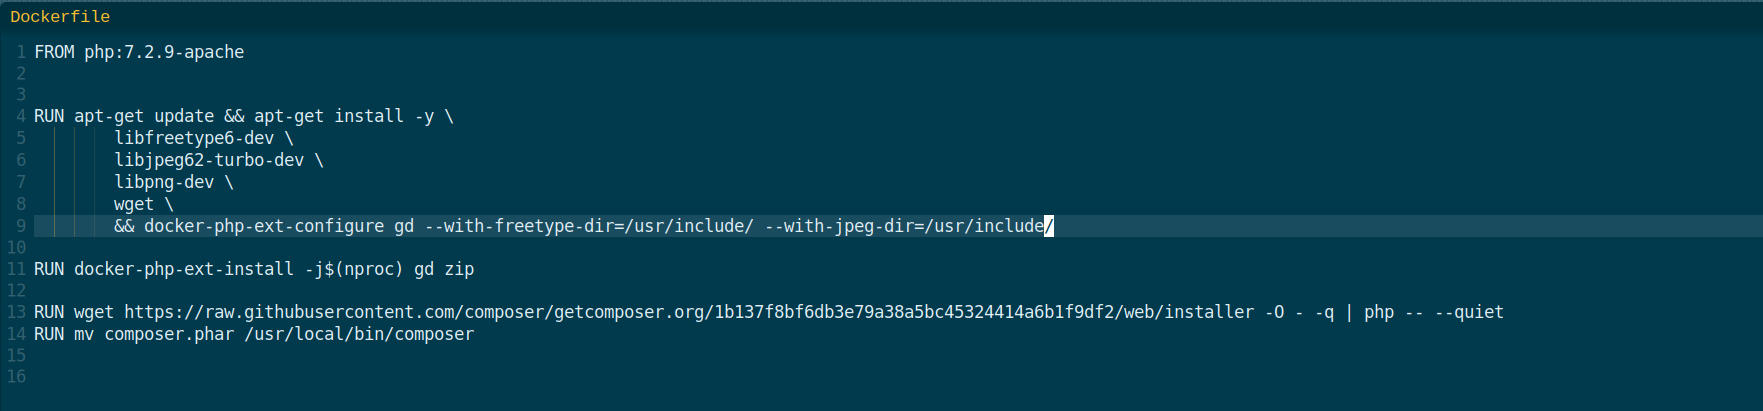 Dockerfile
1 FROM php:7.2.9-apache
2
3
4 RUN apt-get update && apt-get install -y \
5         libfreetype6-dev \
6         libjpeg62-turbo-dev \
7         libpng-dev \
8         wget \
9         && docker-php-ext-configure gd --with-freetype-dir=/usr/include/ --with-jpeg-dir=/usr/include/
10
11 RUN docker-php-ext-install -j$(nproc) gd zip
12
13 RUN wget https://raw.githubusercontent.com/composer/getcomposer.org/1b137f8bf6db3e79a38a5bc45324414a6b1f9df2/web/installer -O - -q | php -- --quiet
14 RUN mv composer.phar /usr/local/bin/composer
15
16